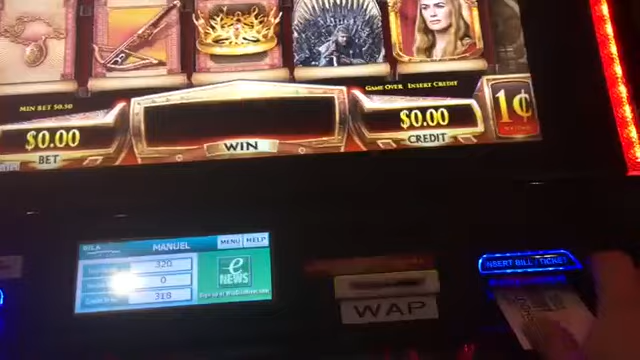 MIN BET $0.50
GAME OVER INSERT CREDIT
$0.00
BET
WIN
$0.00
CREDIT
1¢
MANUEL
MENU HELP
320
0
318
e
NEWS
INSERT BILL / TICKET
WAP